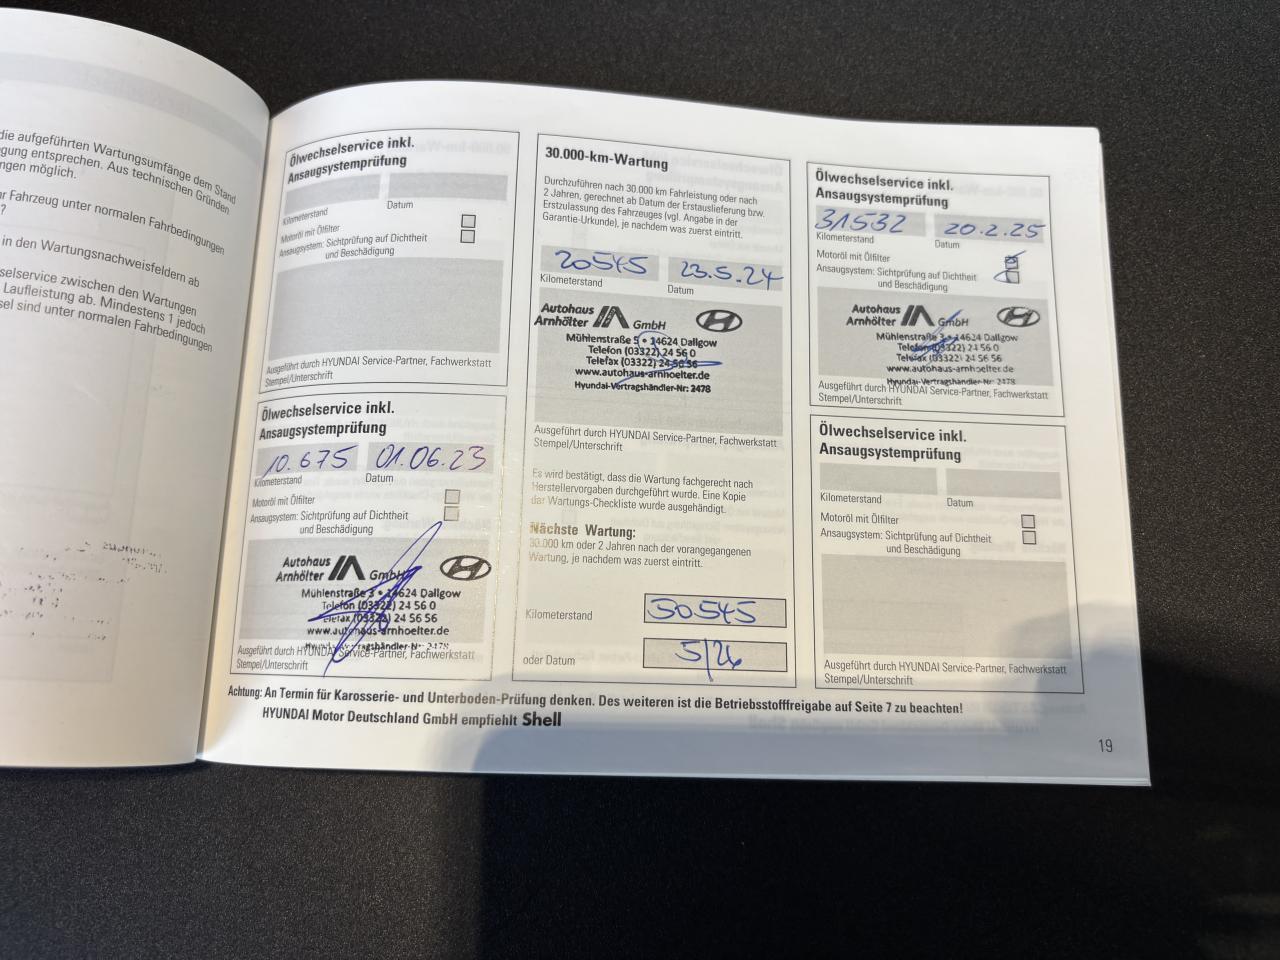 die aufgeführten Wartungsumfänge dem Stand
gung entsprechen. Aus technischen Gründen
ngen möglich.
r Fahrzeug unter normalen Fahrbedingungen
?
in den Wartungsnachweisfeldern ab
selservice zwischen den Wartungen
Laufleistung ab. Mindestens 1 jedoch
sel sind unter normalen Fahrbedingungen
Ölwechselservice inkl.
Ansaugsystemprüfung
Kilometerstand
Datum
Motoröl mit Ölfilter
Ansaugsystem: Sichtprüfung auf Dichtheit
und Beschädigung
Ausgeführt durch HYUNDAI Service-Partner, Fachwerkstatt
Stempel/Unterschrift
Ölwechselservice inkl.
Ansaugsystemprüfung
10.675 01.06.23
Kilometerstand
Datum
Motoröl mit Ölfilter
Ansaugsystem: Sichtprüfung auf Dichtheit
und Beschädigung
Autohaus
Arnhölter GmbH
Mühlenstraße 3 • 14624 Dallgow
Telefon (03322) 24 56 0
Telefax (03322) 24 56 56
www.autohaus-arnhoelter.de
Hyundai-Vertragshändler-Nr: 2478
Ausgeführt durch HYUNDAI Service-Partner, Fachwerkstatt
Stempel/Unterschrift
30.000-km-Wartung
Durchzuführen nach 30.000 km Fahrleistung oder nach
2 Jahren, gerechnet ab Datum der Erstauslieferung bzw.
Erstzulassung des Fahrzeuges (vgl. Angabe in der
Garantie-Urkunde), je nachdem was zuerst eintritt.
20545 23.5.24
Kilometerstand
Datum
Autohaus
Arnhölter GmbH
Mühlenstraße 5 • 14624 Dallgow
Telefon (03322) 24 56 0
Telefax (03322) 24 56 56
www.autohaus-arnhoelter.de
Hyundai-Vertragshändler-Nr: 2478
Ausgeführt durch HYUNDAI Service-Partner, Fachwerkstatt
Stempel/Unterschrift
Es wird bestätigt, dass die Wartung fachgerecht nach
Herstellervorgaben durchgeführt wurde. Eine Kopie
dar Wartungs-Checkliste wurde ausgehändigt.
Nächste Wartung:
30.000 km oder 2 Jahren nach der vorangegangenen
Wartung, je nachdem was zuerst eintritt.
Kilometerstand
50545
oder Datum
5/26
Ölwechselservice inkl.
Ansaugsystemprüfung
31532 20.2.25
Kilometerstand
Datum
Motoröl mit Ölfilter
Ansaugsystem: Sichtprüfung auf Dichtheit
und Beschädigung
Autohaus
Arnhölter GmbH
Mühlenstraße 3 • 14624 Dallgow
Telefon (03322) 24 56 0
Telefax (03322) 24 56 56
www.autohaus-arnhoelter.de
Hyundai-Vertragshändler-Nr: 2478
Ausgeführt durch HYUNDAI Service-Partner, Fachwerkstatt
Stempel/Unterschrift
Ölwechselservice inkl.
Ansaugsystemprüfung
Kilometerstand
Datum
Motoröl mit Ölfilter
Ansaugsystem: Sichtprüfung auf Dichtheit
und Beschädigung
Ausgeführt durch HYUNDAI Service-Partner, Fachwerkstatt
Stempel/Unterschrift
Achtung: An Termin für Karosserie- und Unterboden-Prüfung denken. Des weiteren ist die Betriebsstofffreigabe auf Seite 7 zu beachten!
HYUNDAI Motor Deutschland GmbH empfiehlt Shell
19